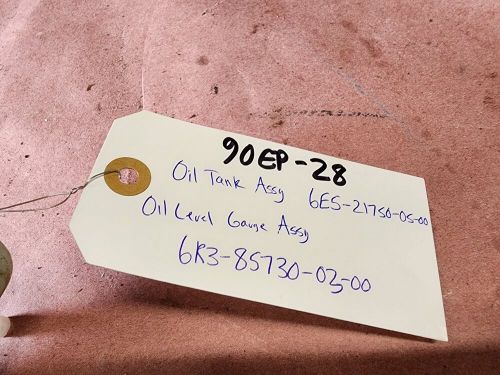 90EP-28
Oil Tank Assy 6E5-21750-05-00
Oil Level Gauge Assy
6R3-85730-03-00